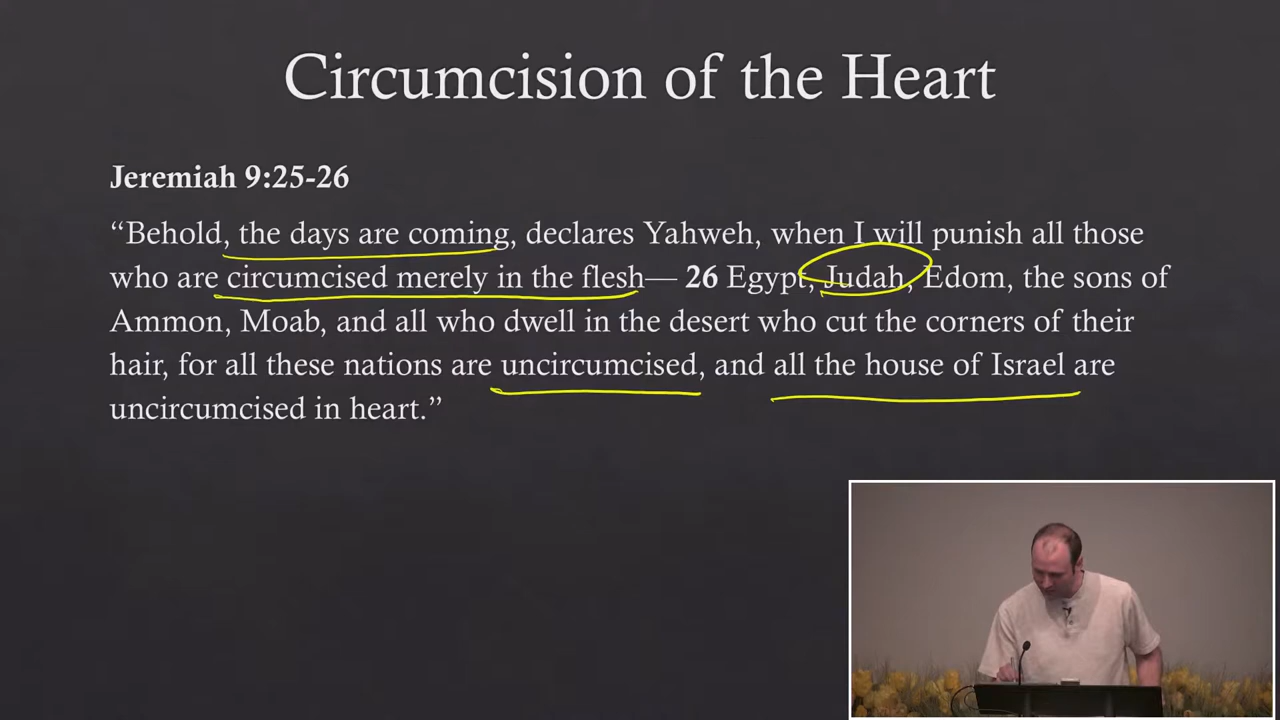 Circumcision of the Heart
Jeremiah 9:25-26
“Behold, the days are coming, declares Yahweh, when I will punish all those
who are circumcised merely in the flesh— 26 Egypt, Judah, Edom, the sons of
Ammon, Moab, and all who dwell in the desert who cut the corners of their
hair, for all these nations are uncircumcised, and all the house of Israel are
uncircumcised in heart.”